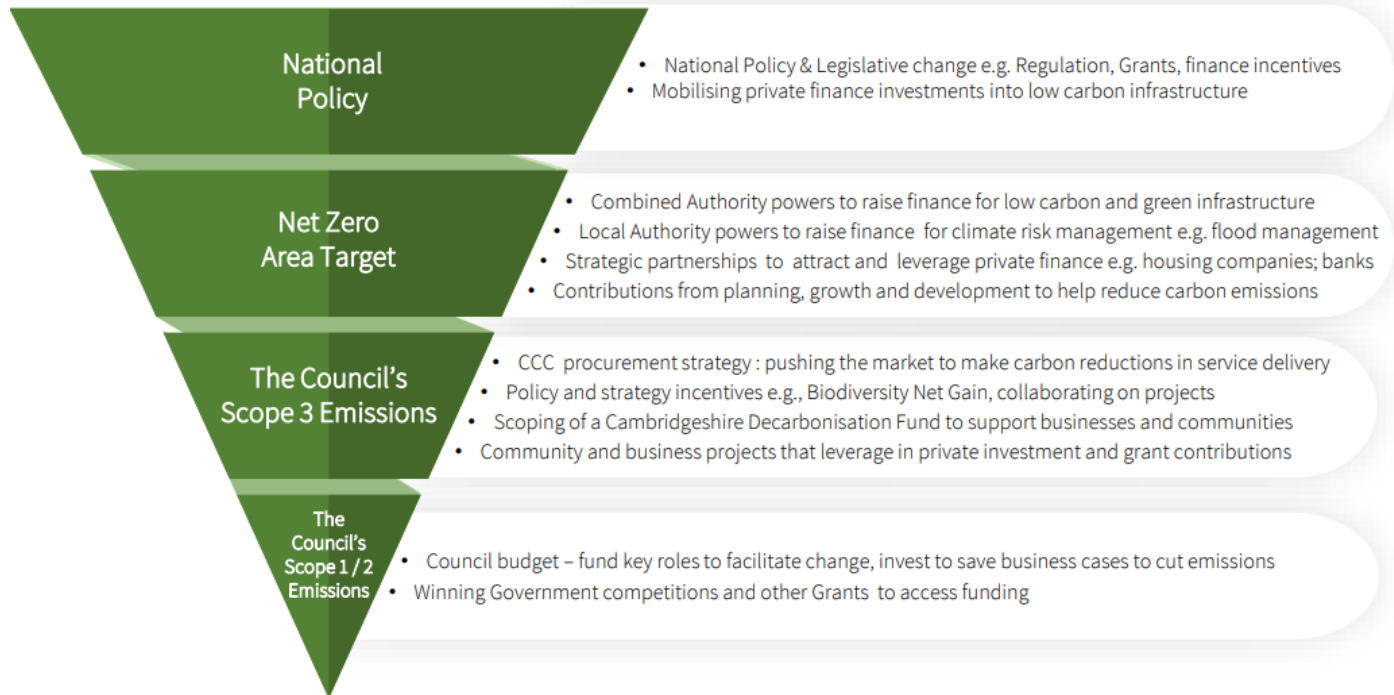 National
Policy
• National Policy & Legislative change e.g. Regulation, Grants, finance incentives
• Mobilising private finance investments into low carbon infrastructure
Net Zero
Area Target
• Combined Authority powers to raise finance for low carbon and green infrastructure
• Local Authority powers to raise finance for climate risk management e.g. flood management
• Strategic partnerships to attract and leverage private finance e.g. housing companies; banks
• Contributions from planning, growth and development to help reduce carbon emissions
The Council's
Scope 3 Emissions
• CCC procurement strategy : pushing the market to make carbon reductions in service delivery
• Policy and strategy incentives e.g., Biodiversity Net Gain, collaborating on projects
• Scoping of a Cambridgeshire Decarbonisation Fund to support businesses and communities
• Community and business projects that leverage in private investment and grant contributions
The
Council's
Scope 1 / 2
Emissions
• Council budget – fund key roles to facilitate change, invest to save business cases to cut emissions
• Winning Government competitions and other Grants to access funding